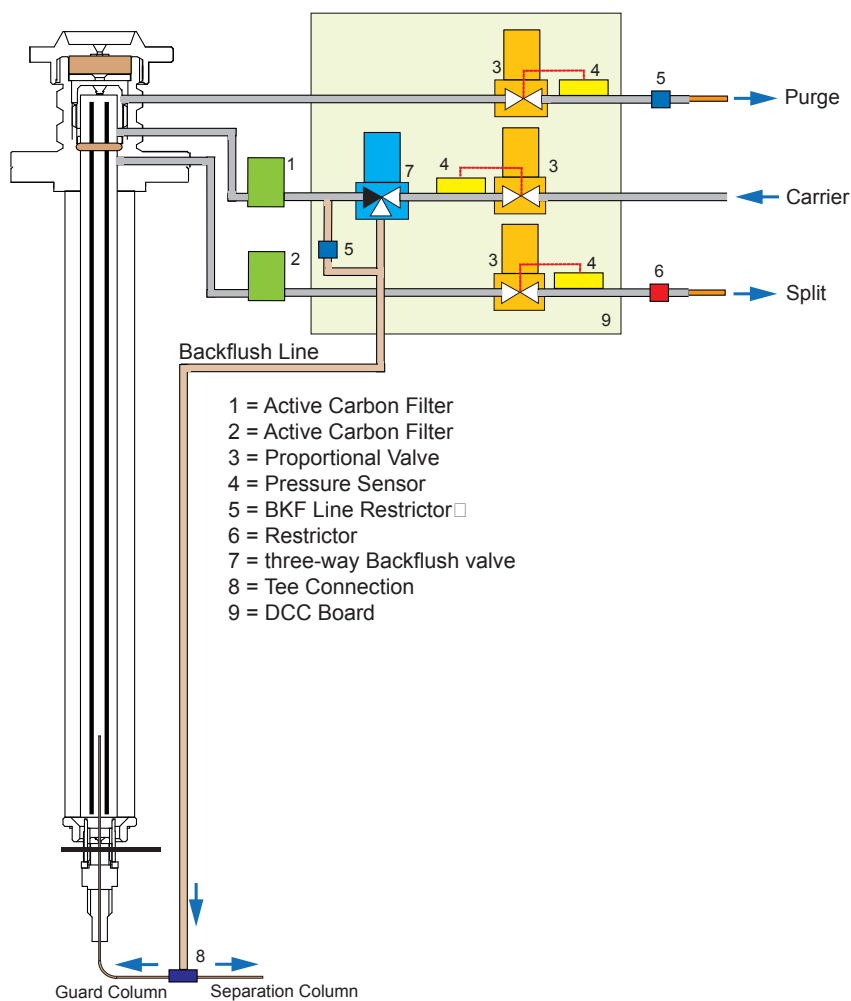 3
4
5
Purge
1
7
4
3
Carrier
5
2
3
4
6
Split
9
Backflush Line
1 = Active Carbon Filter
2 = Active Carbon Filter
3 = Proportional Valve
4 = Pressure Sensor
5 = BKF Line Restrictor□
6 = Restrictor
7 = three-way Backflush valve
8 = Tee Connection
9 = DCC Board
8
Guard Column
Separation Column